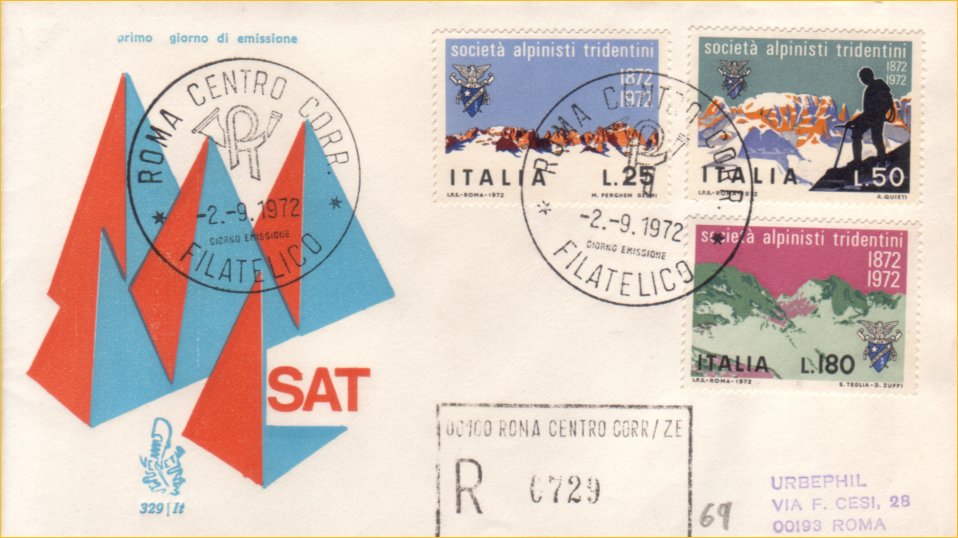 primo giorno di emissione
ROMA CENTRO CORR.
-2.-9.1972
GIORNO EMISSIONE
FILATELICO
SAT
VENETIA
329 | It
società alpinisti tridentini
1872
1972
ITALIA L.25
I.P.S.-ROMA-1972
società alpinisti tridentini
1872
1972
ITALIA L.50
I.P.S.-ROMA-1972 A. QUIETI
ROMA CENTRO CORR.
-2.-9.1972
GIORNO EMISSIONE
FILATELICO
società alpinisti tridentini
1872
1972
ITALIA L.180
I.P.S.-ROMA-1972 S. TEGLIA-D. ZUFFI
00100 ROMA CENTRO CORR/ZE
R 0729
69
URBEPHIL
VIA F. CESI, 28
00193 ROMA